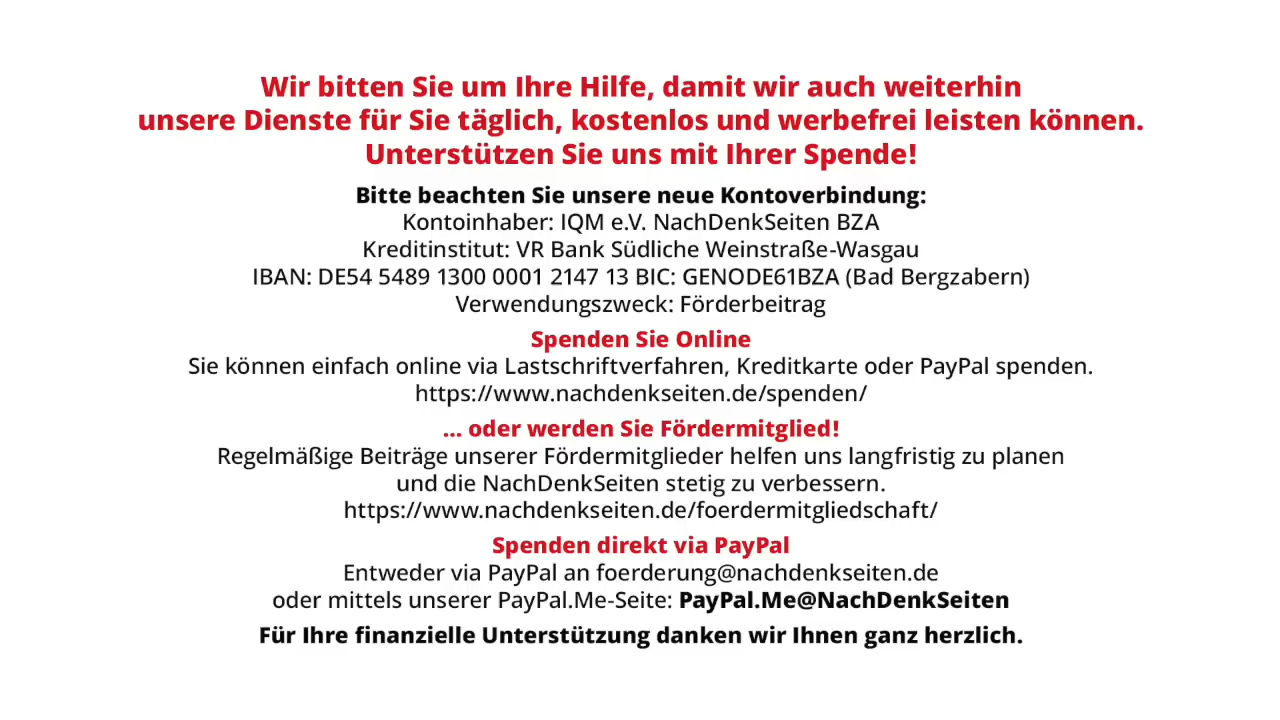 Wir bitten Sie um Ihre Hilfe, damit wir auch weiterhin
unsere Dienste für Sie täglich, kostenlos und werbefrei leisten können.
Unterstützen Sie uns mit Ihrer Spende!
Bitte beachten Sie unsere neue Kontoverbindung:
Kontoinhaber: IQM e.V. NachDenkSeiten BZA
Kreditinstitut: VR Bank Südliche Weinstraße-Wasgau
IBAN: DE54 5489 1300 0001 2147 13 BIC: GENODE61BZA (Bad Bergzabern)
Verwendungszweck: Förderbeitrag
Spenden Sie Online
Sie können einfach online via Lastschriftverfahren, Kreditkarte oder PayPal spenden.
https://www.nachdenkseiten.de/spenden/
... oder werden Sie Fördermitglied!
Regelmäßige Beiträge unserer Fördermitglieder helfen uns langfristig zu planen
und die NachDenkSeiten stetig zu verbessern.
https://www.nachdenkseiten.de/foerdermitgliedschaft/
Spenden direkt via PayPal
Entweder via PayPal an foerderung@nachdenkseiten.de
oder mittels unserer PayPal.Me-Seite: PayPal.Me@NachDenkSeiten
Für Ihre finanzielle Unterstützung danken wir Ihnen ganz herzlich.